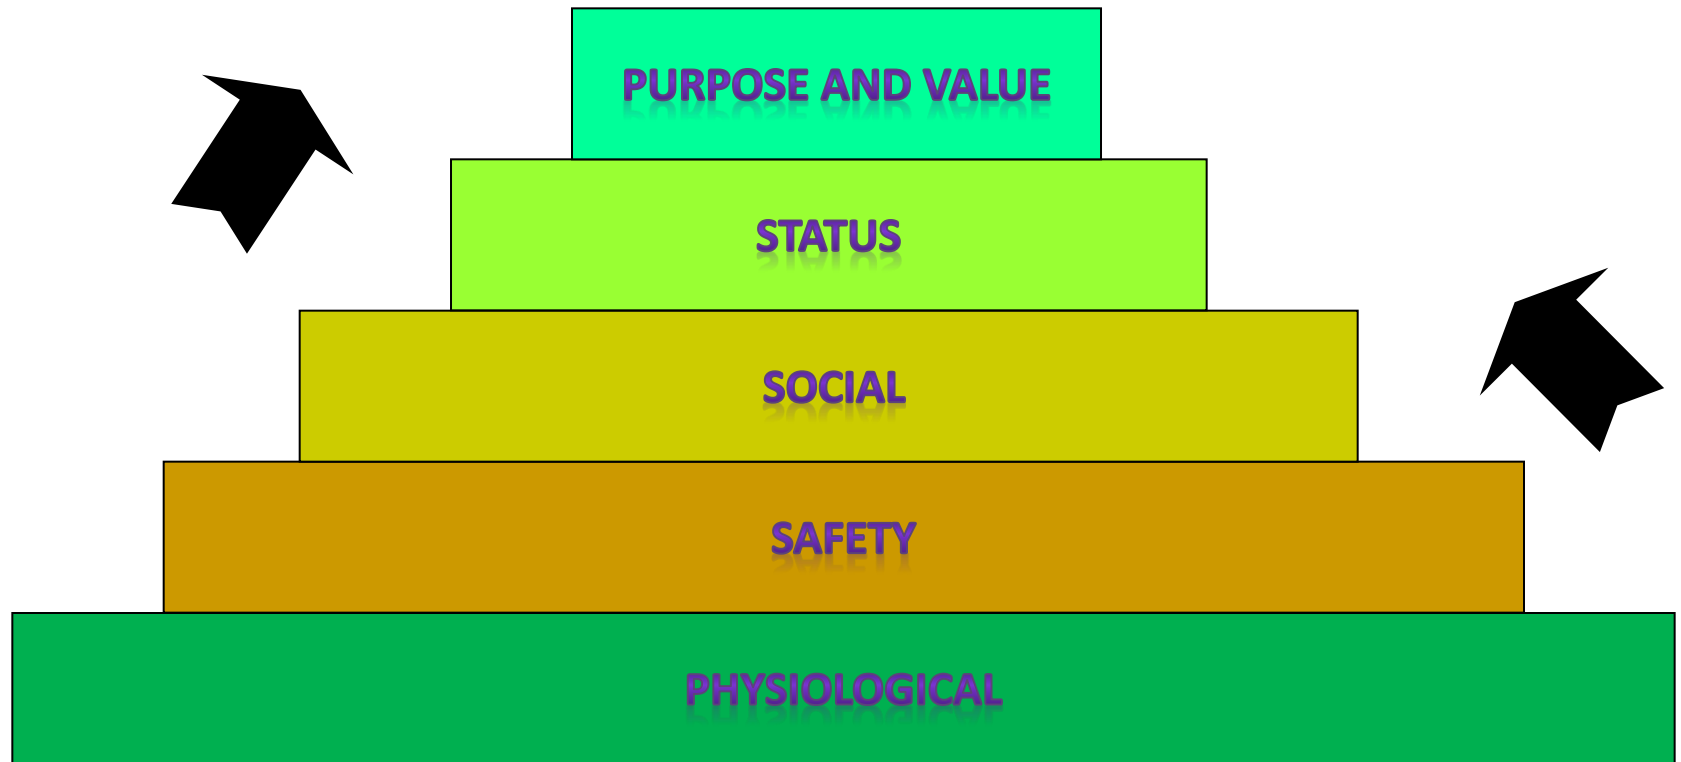 PURPOSE AND VALUE
STATUS
SOCIAL
SAFETY
PHYSIOLOGICAL